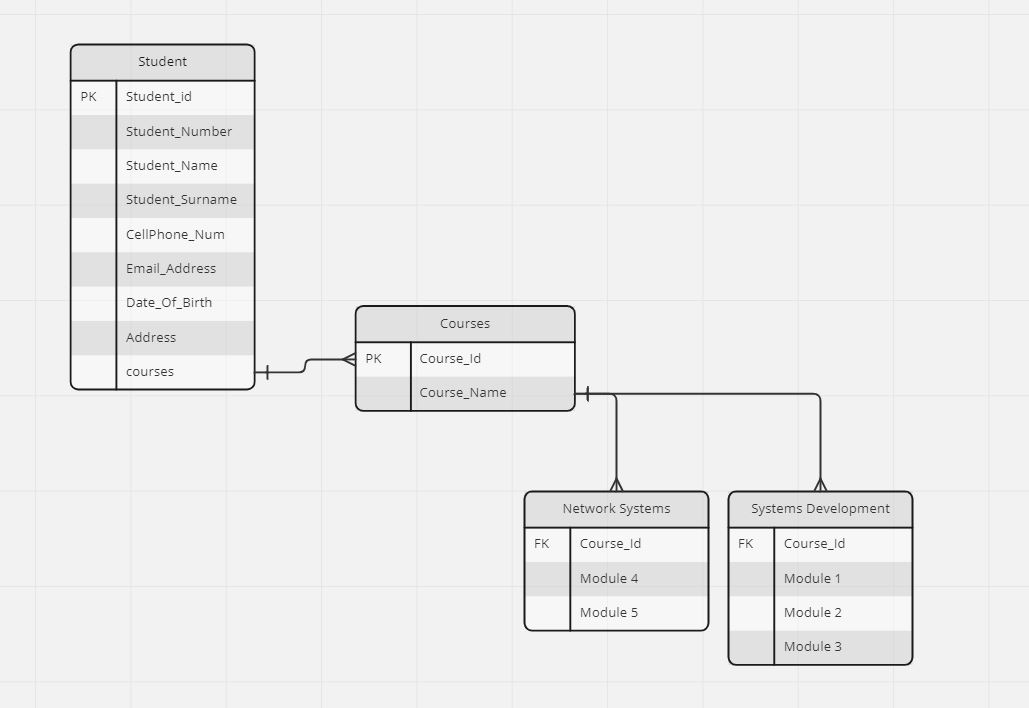 Student
PK Student_id
Student_Number
Student_Name
Student_Surname
CellPhone_Num
Email_Address
Date_Of_Birth
Address
courses
Courses
PK Course_Id
Course_Name
Network Systems
FK Course_Id
Module 4
Module 5
Systems Development
FK Course_Id
Module 1
Module 2
Module 3